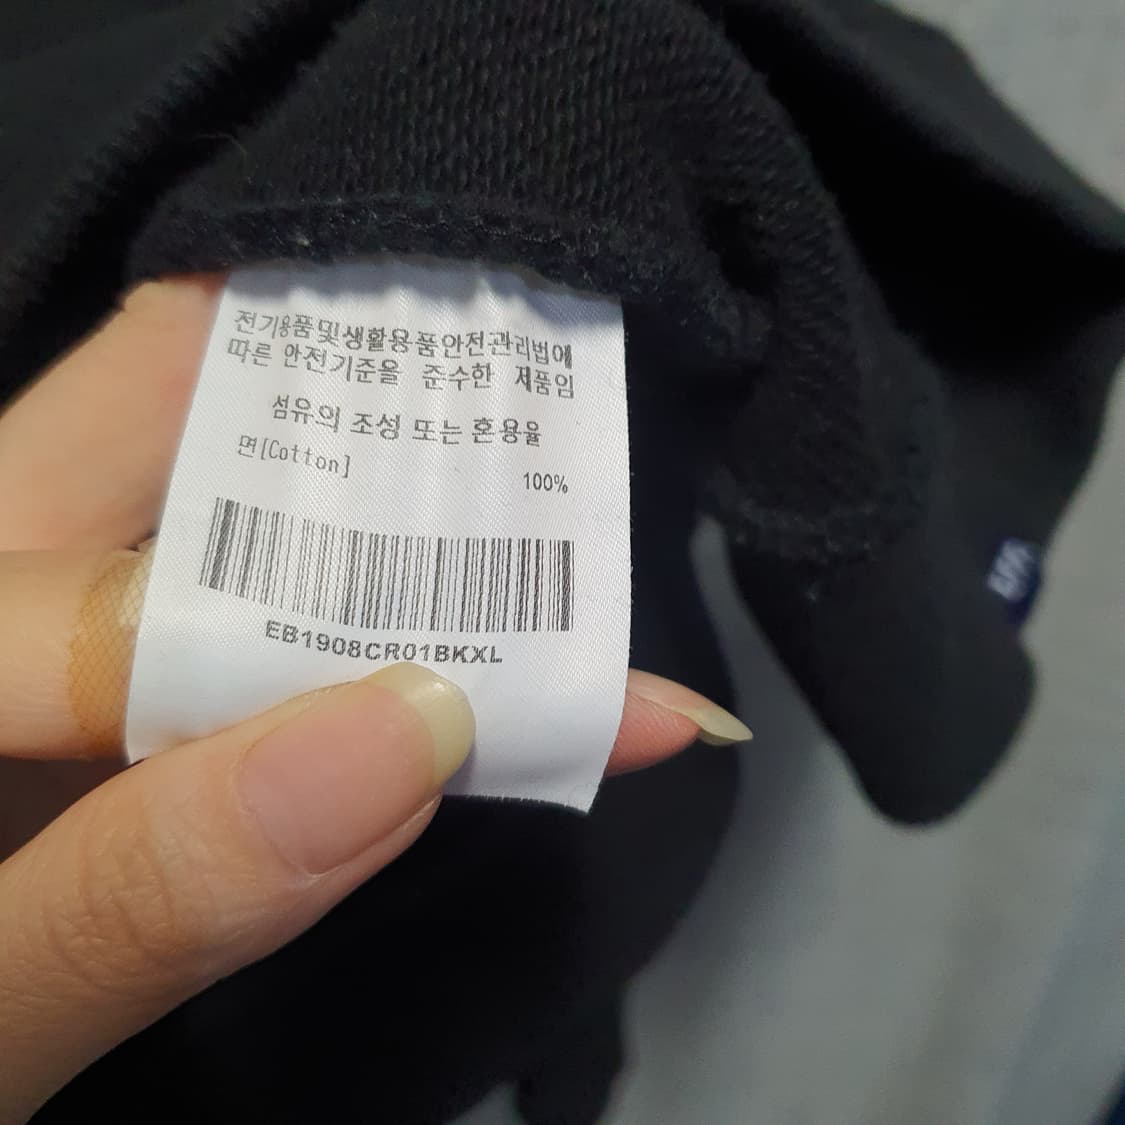 전기용품및생활용품안전관리법에
따른 안전기준을 준수한 제품임
섬유의 조성 또는 혼용율
면[Cotton]
100%
EB1908CR01BKXL